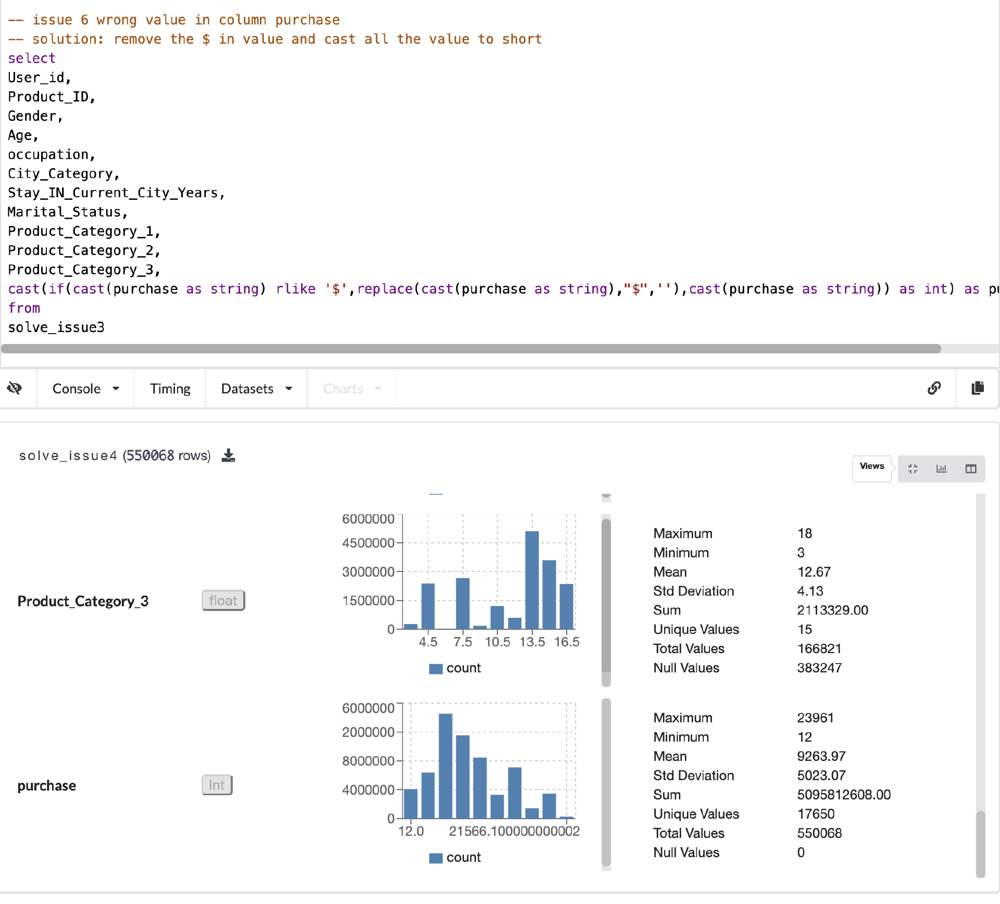 -- issue 6 wrong value in column purchase
-- solution: remove the $ in value and cast all the value to short
select
User_id,
Product_ID,
Gender,
Age,
occupation,
City_Category,
Stay_IN_Current_City_Years,
Marital_Status,
Product_Category_1,
Product_Category_2,
Product_Category_3,
cast(if(cast(purchase as string) rlike '$',replace(cast(purchase as string),"$",''),cast(purchase as string)) as int) as pu
from
solve_issue3
Console Timing Datasets Charts
solve_issue4 (550068 rows)
Views
Product_Category_3 float
6000000
4500000
3000000
1500000
0
4.5 7.5 10.5 13.5 16.5
count
Maximum 18
Minimum 3
Mean 12.67
Std Deviation 4.13
Sum 2113329.00
Unique Values 15
Total Values 166821
Null Values 383247
purchase int
6000000
2000000
8000000
4000000
0
12.0 21566.100000000002
count
Maximum 23961
Minimum 12
Mean 9263.97
Std Deviation 5023.07
Sum 5095812608.00
Unique Values 17650
Total Values 550068
Null Values 0